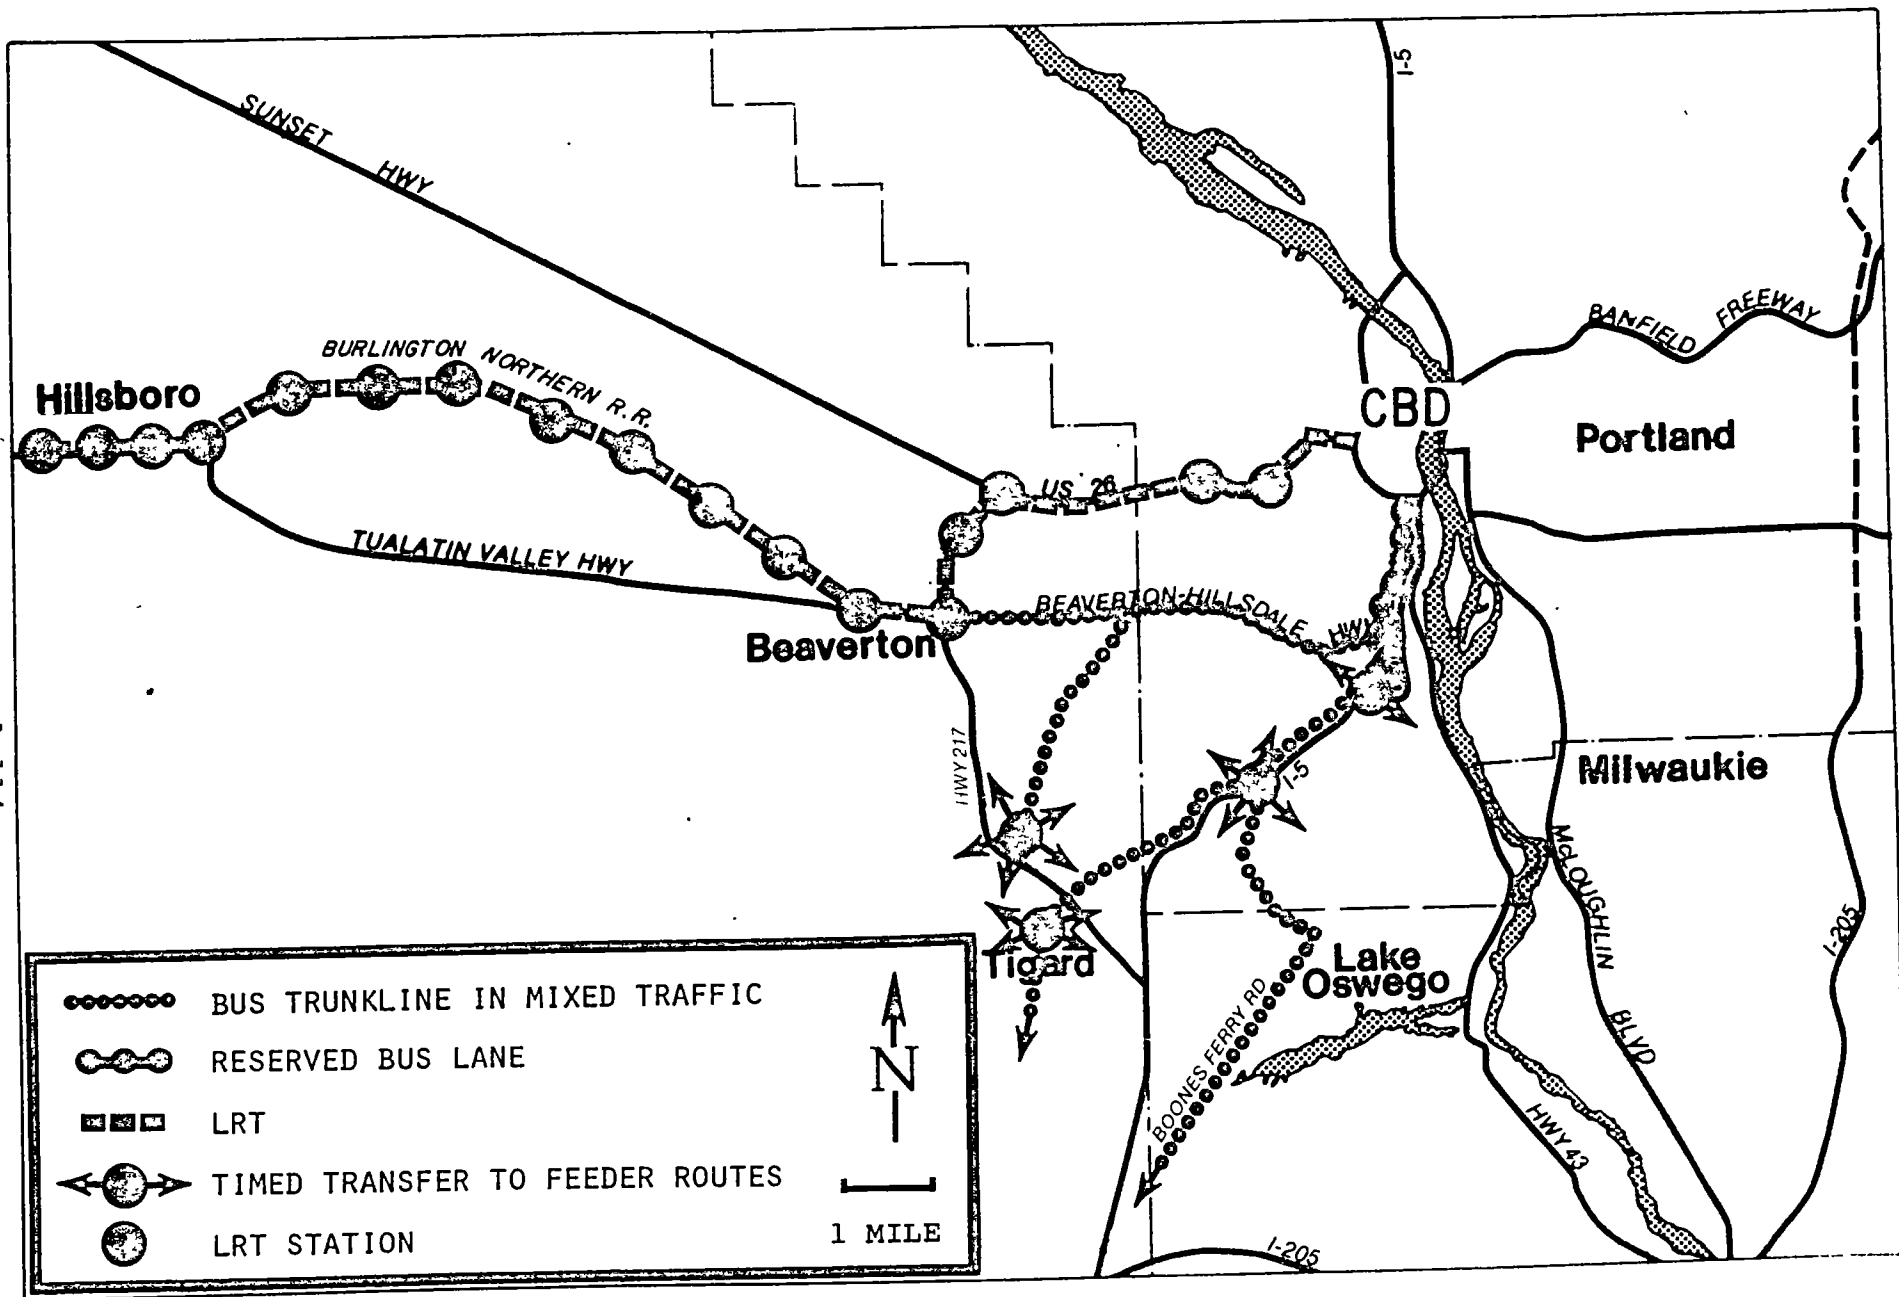 I-5
SUNSET HWY
BANFIELD FREEWAY
BURLINGTON NORTHERN R.R.
Hillsboro
CBD
Portland
US 26
TUALATIN VALLEY HWY
BEAVERTON-HILLSDALE HWY
Beaverton
HWY 217
I-5
Milwaukie
McLOUGHLIN BLVD
I-205
Tigard
Lake
Oswego
BOONES FERRY RD
HWY 43
I-205
BUS TRUNKLINE IN MIXED TRAFFIC
RESERVED BUS LANE
LRT
TIMED TRANSFER TO FEEDER ROUTES
LRT STATION
N
1 MILE